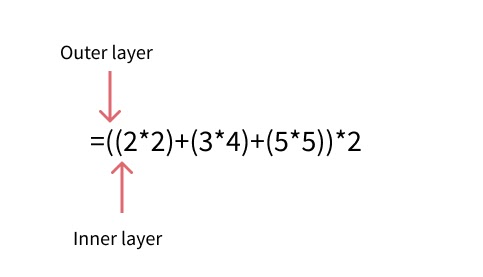 Outer layer
=((2*2)+(3*4)+(5*5))*2
Inner layer